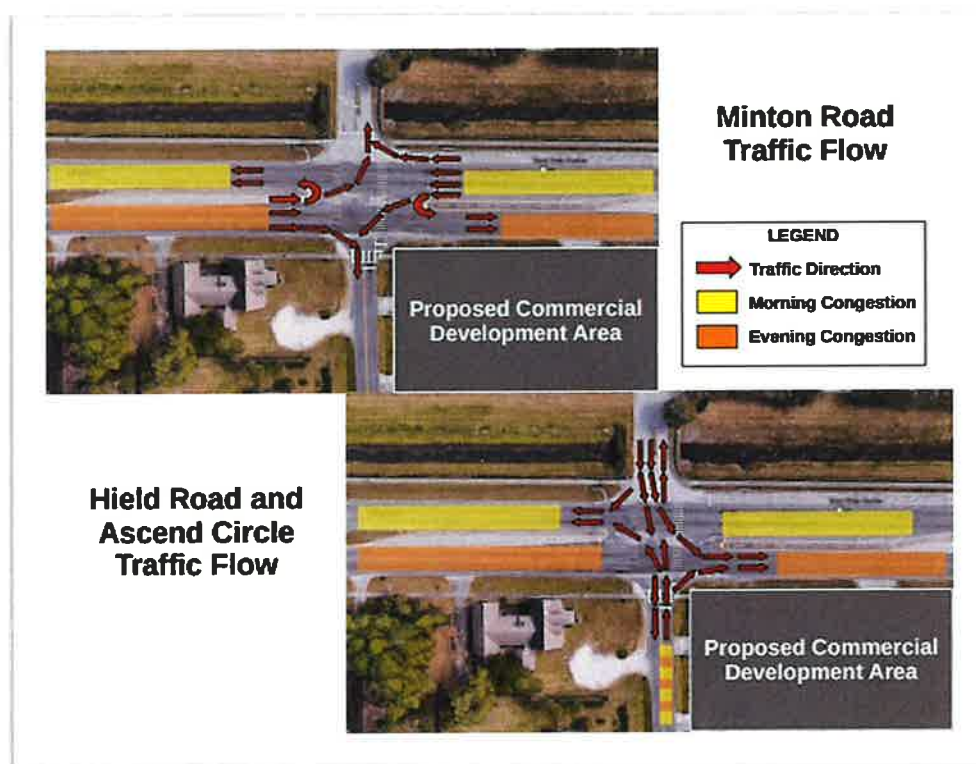 Minton Road
Traffic Flow
LEGEND
Traffic Direction
Morning Congestion
Evening Congestion
Proposed Commercial
Development Area
Hield Road and
Ascend Circle
Traffic Flow
Proposed Commercial
Development Area